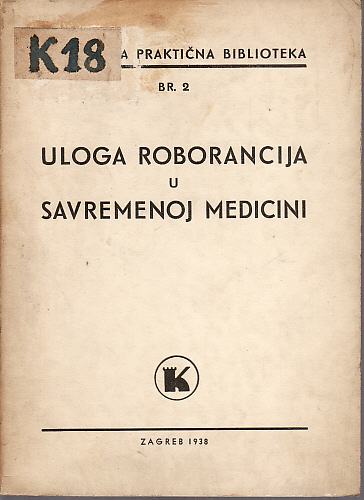 K18
A PRAKTIČNA BIBLIOTEKA
BR. 2
ULOGA ROBORANCIJA
U
SAVREMENOJ MEDICINI
K
ZAGREB 1938